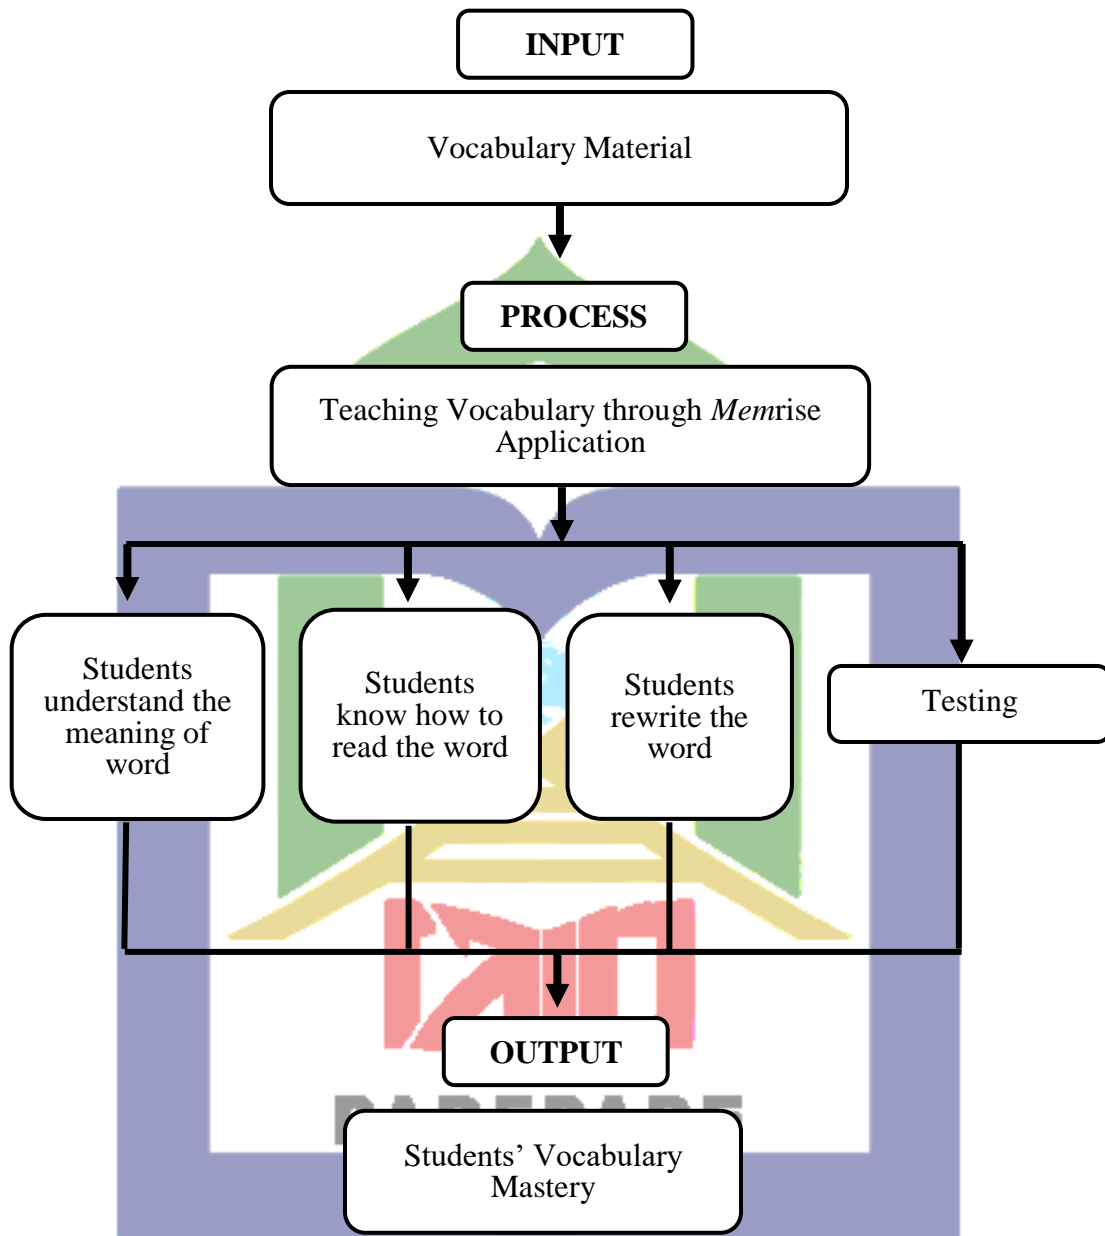 INPUT
Vocabulary Material
PROCESS
Teaching Vocabulary through Memrise
Application
Students
understand the
meaning of
word
Students
know how to
read the word
Students
rewrite the
word
Testing
OUTPUT
Students’ Vocabulary
Mastery